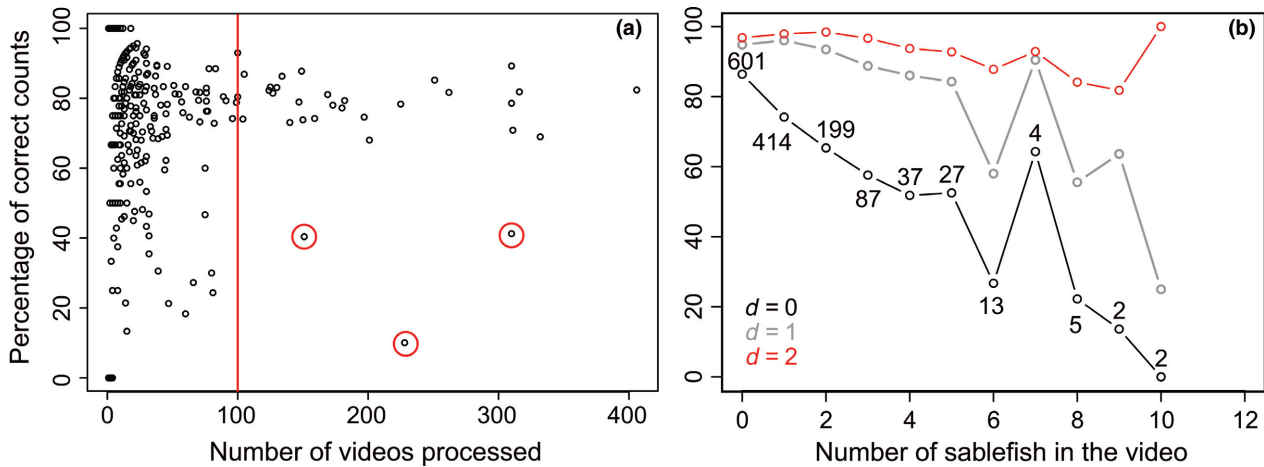 (a)
Percentage of correct counts
0 20 40 60 80 100
0 100 200 300 400
Number of videos processed
(b)
0 20 40 60 80 100
601
414
199
87
37
27
13
4
5
2
2
d = 0
d = 1
d = 2
0 2 4 6 8 10 12
Number of sablefish in the video